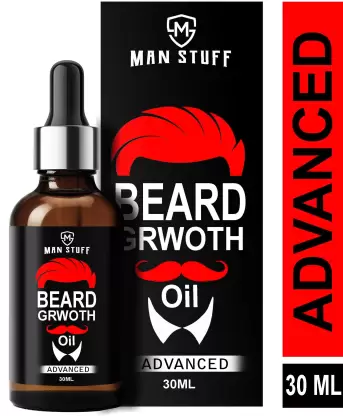 M
MAN STUFF
BEARD
GRWOTH
Oil
ADVANCED
30ML
M
MAN STUFF
BEARD
GRWOTH
Oil
ADVANCED
30ML
ADVANCED
30 ML